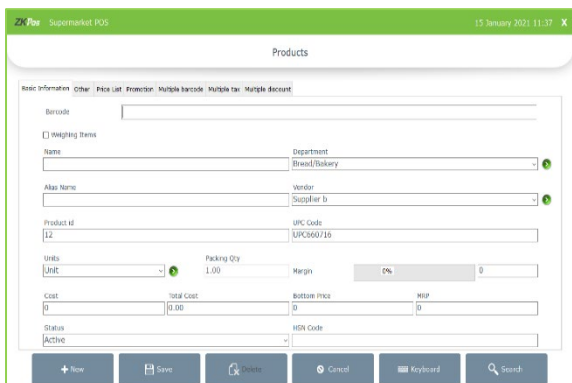 ZKPos Supermarket POS 15 January 2021 11:37 X
Products
Basic Information Other Price List Promotion Multiple barcode Multiple tax Multiple discount
Barcode
Weighing Items
Name Department
Bread/Bakery
Alias Name Vendor
Supplier b
Product id UPC Code
12 UPC660716
Units Packing Qty
Unit 1.00 Margin 0% 0
Cost Total Cost Bottom Price MRP
0 0.00 0 0
Status HSN Code
Active
New Save Delete Cancel Keyboard Search